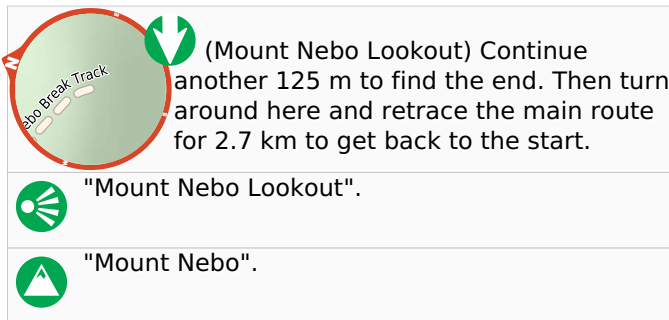 N
ebo Break Track
(Mount Nebo Lookout) Continue
another 125 m to find the end. Then turn
around here and retrace the main route
for 2.7 km to get back to the start.
"Mount Nebo Lookout".
"Mount Nebo".